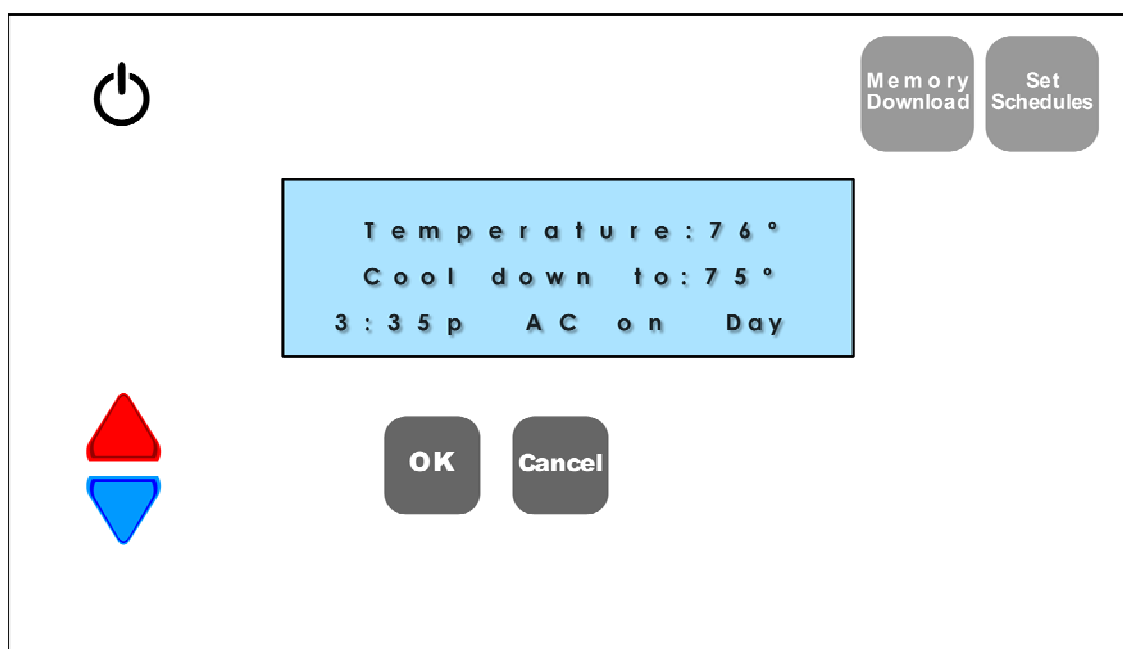 Memory
Download
Set
Schedules
Temperature:76°
Cool down to:75°
3:35p AC on Day
OK
Cancel